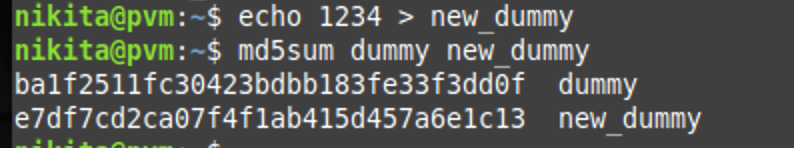 nikita@pvm:~$ echo 1234 > new_dummy
nikita@pvm:~$ md5sum dummy new_dummy
ba1f2511fc30423bdbb183fe33f3dd0f  dummy
e7df7cd2ca07f4f1ab415d457a6e1c13  new_dummy